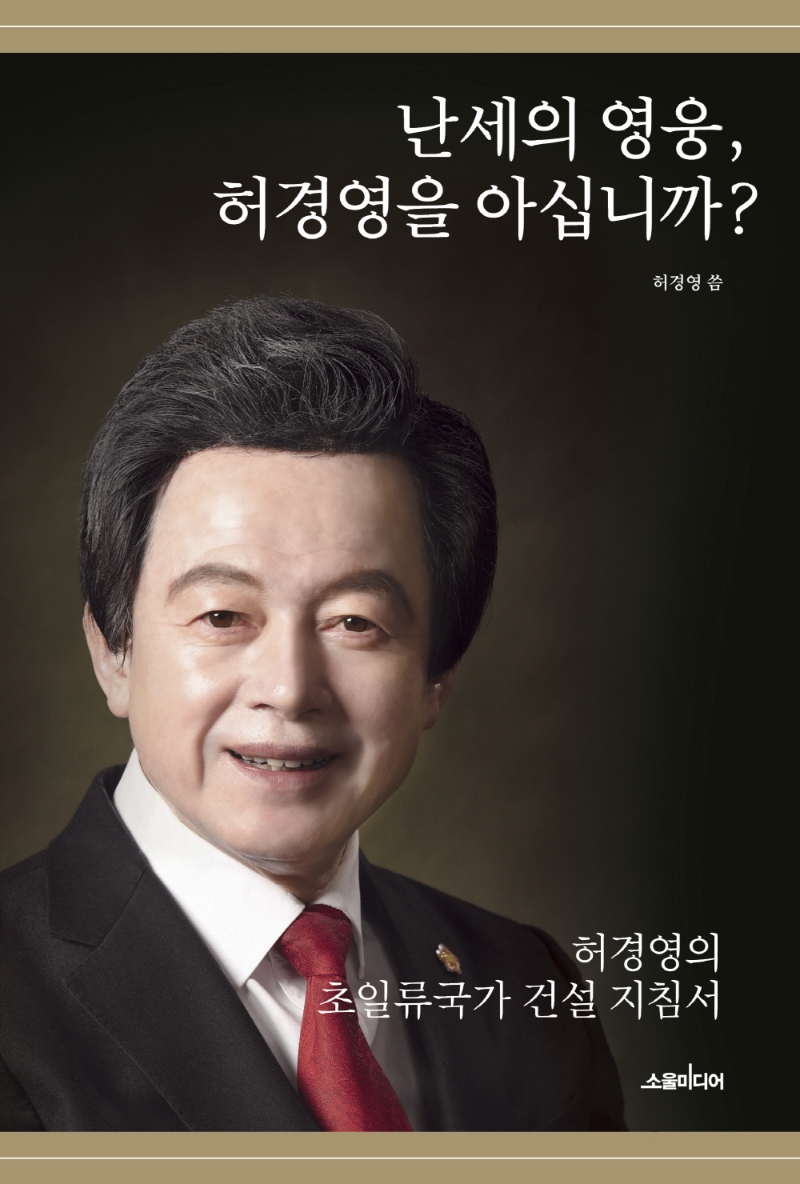 난세의 영웅,
허경영을 아십니까?
허경영 씀
허경영의
초일류국가 건설 지침서
소울미디어